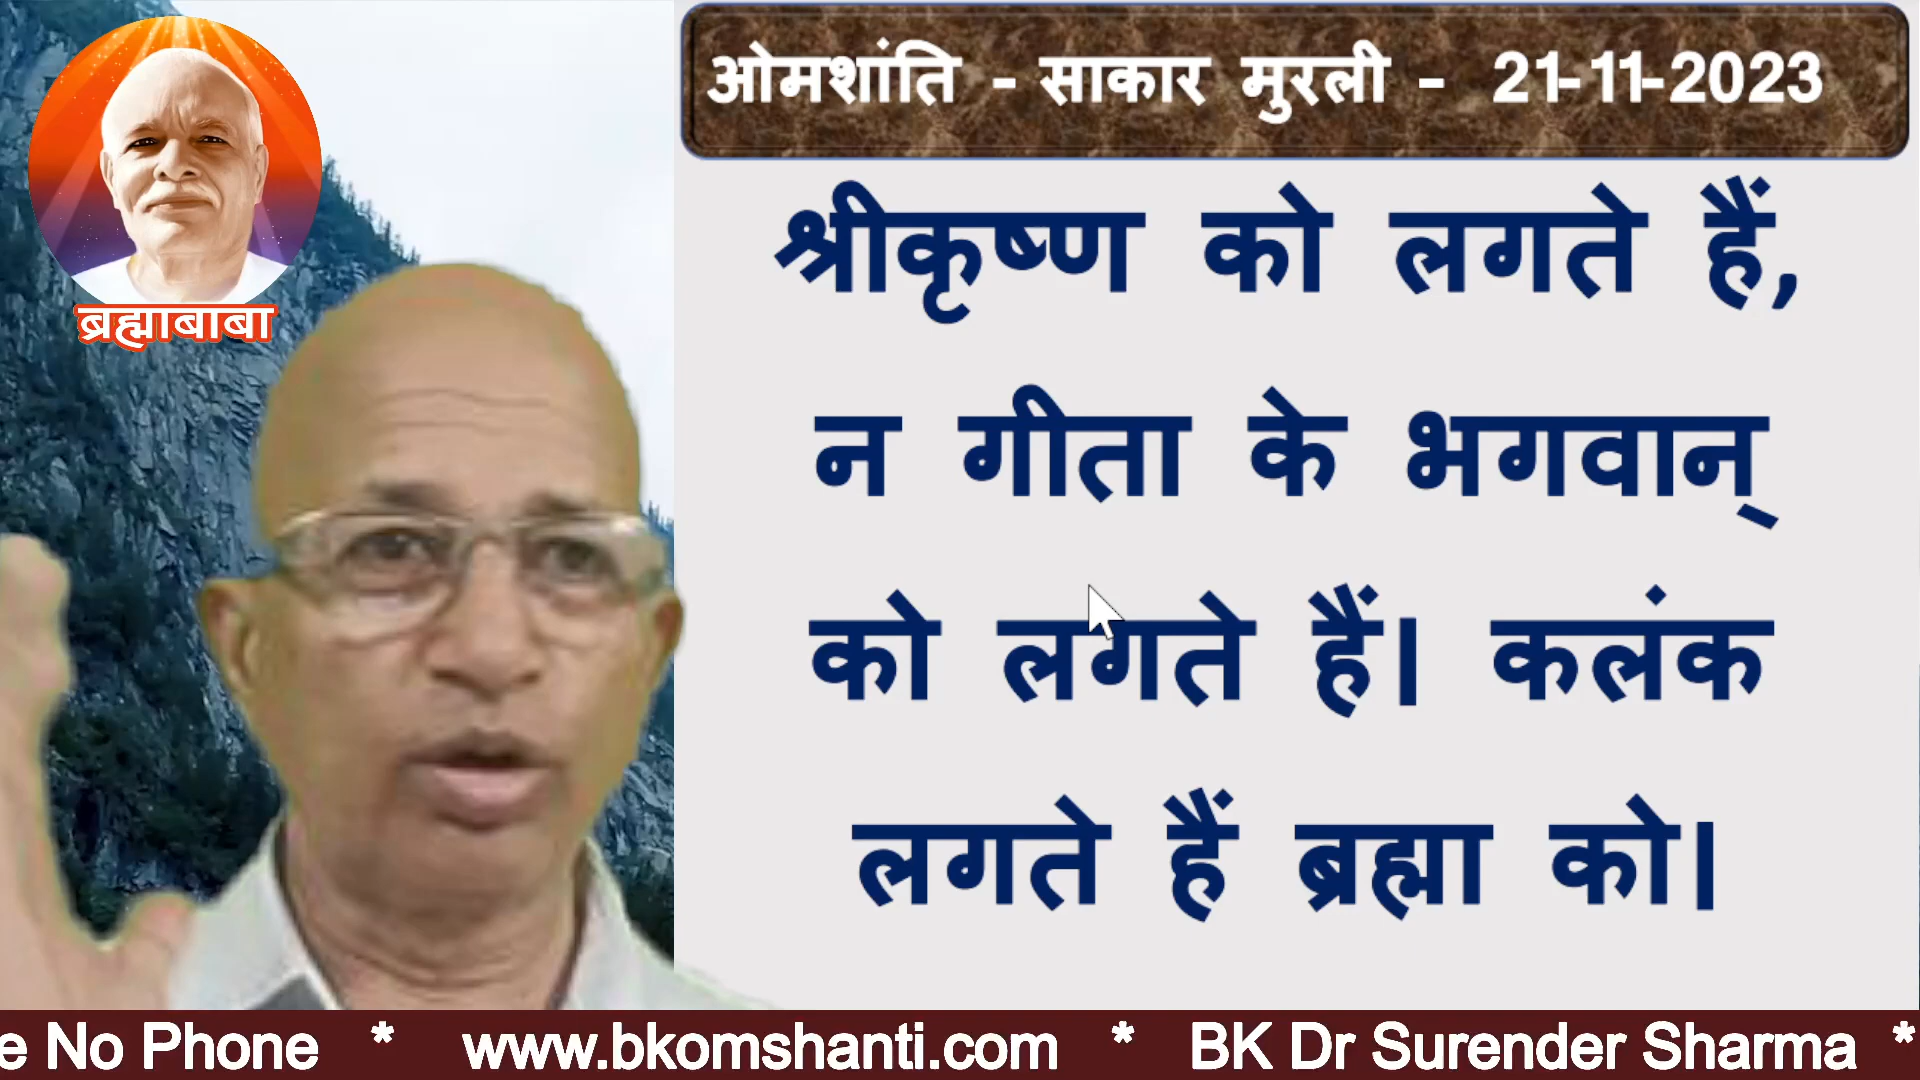 ओमशांति - साकार मुरली - 21-11-2023
ब्रह्माबाबा
श्रीकृष्ण को लगते हैं,
न गीता के भगवान्
को लगते हैं। कलंक
लगते हैं ब्रह्मा को।
e No Phone * www.bkomshanti.com * BK Dr Surender Sharma *